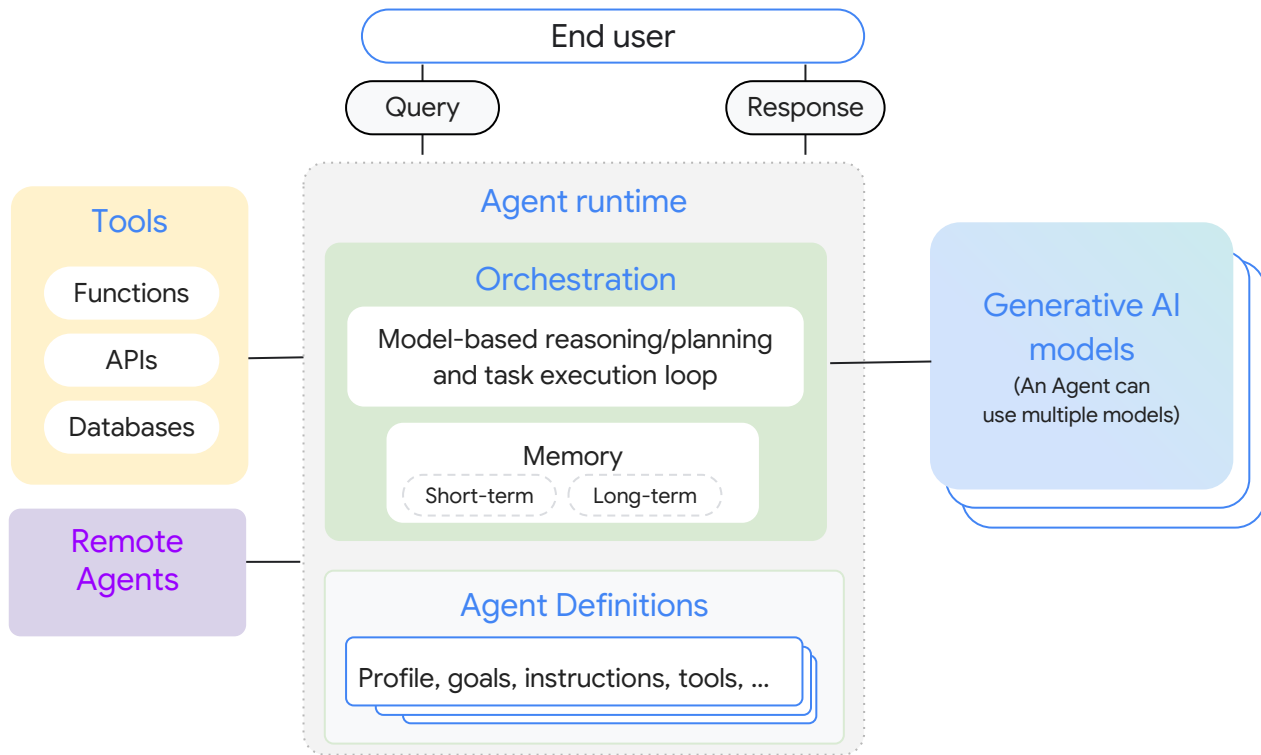 End user
Query
Response
Agent runtime
Tools
Functions
APIs
Databases
Remote
Agents
Orchestration
Model-based reasoning/planning
and task execution loop
Memory
Short-term
Long-term
Agent Definitions
Profile, goals, instructions, tools, ...
Generative AI
models
(An Agent can
use multiple models)